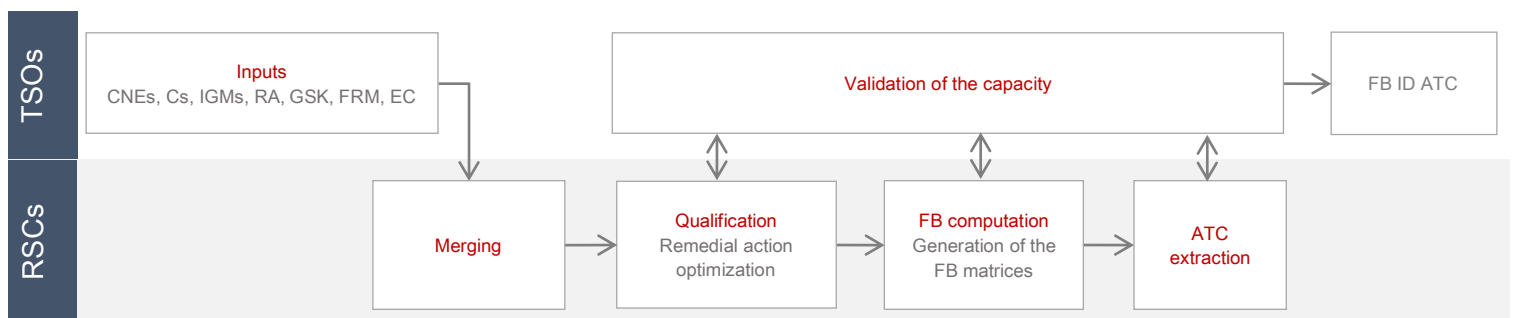 TSOs
Inputs
CNEs, Cs, IGMs, RA, GSK, FRM, EC
Validation of the capacity
FB ID ATC
RSCs
Merging
Qualification
Remedial action
optimization
FB computation
Generation of the
FB matrices
ATC
extraction